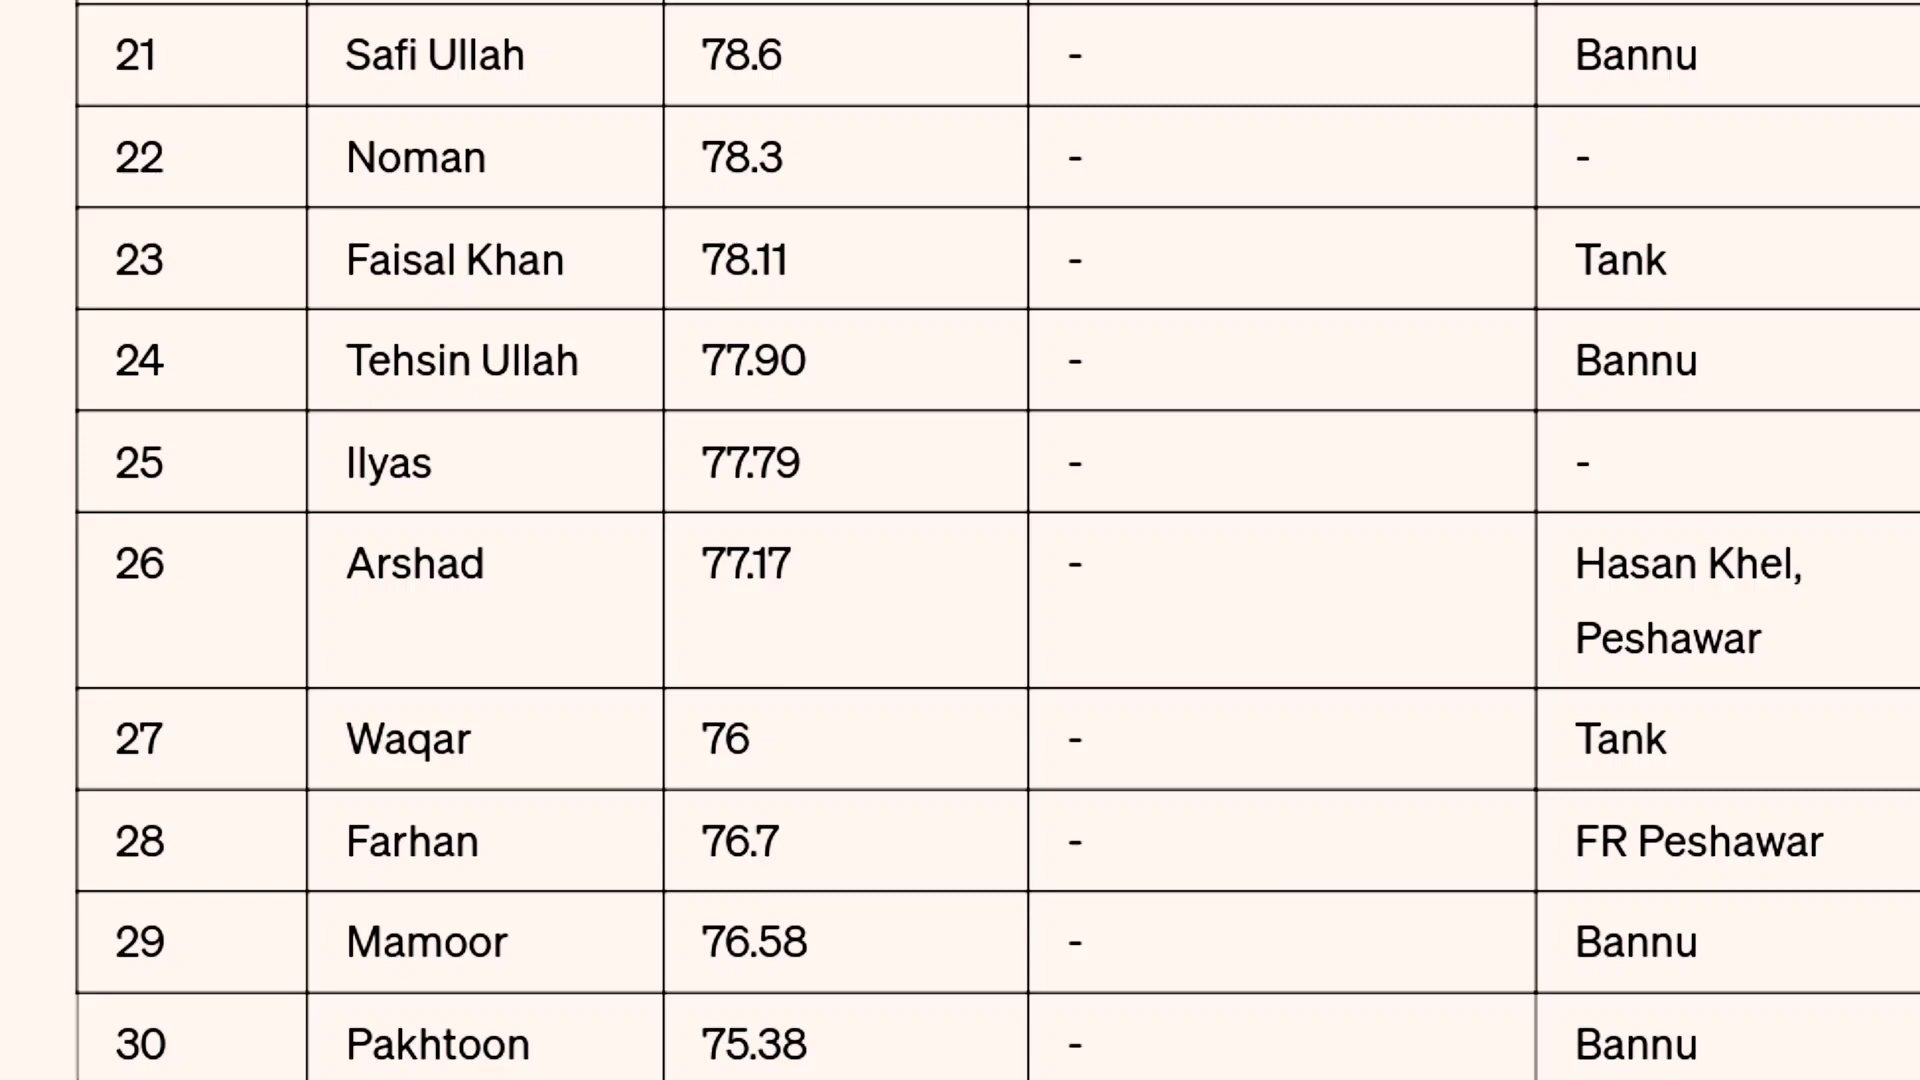 21 Safi Ullah 78.6 - Bannu
22 Noman 78.3 - -
23 Faisal Khan 78.11 - Tank
24 Tehsin Ullah 77.90 - Bannu
25 Ilyas 77.79 - -
26 Arshad 77.17 - Hasan Khel,
Peshawar
27 Waqar 76 - Tank
28 Farhan 76.7 - FR Peshawar
29 Mamoor 76.58 - Bannu
30 Pakhtoon 75.38 - Bannu